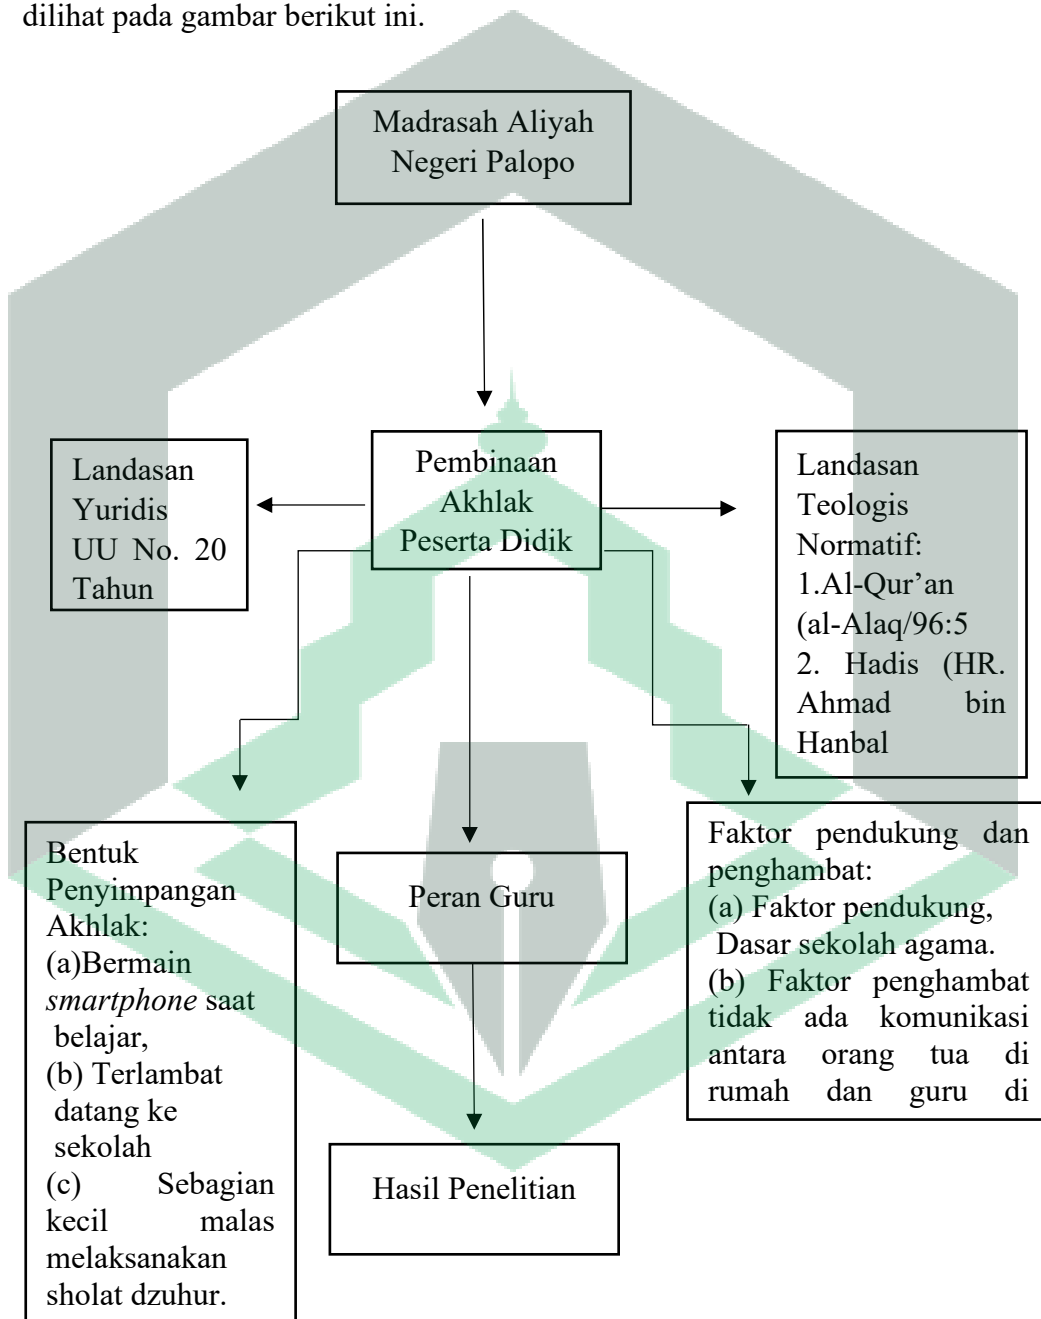 dilihat pada gambar berikut ini.
Madrasah Aliyah
Negeri Palopo
Landasan
Yuridis
UU No. 20
Tahun
Pembinaan
Akhlak
Peserta Didik
Landasan
Teologis
Normatif:
1.Al-Qur’an
(al-Alaq/96:5
2. Hadis (HR.
Ahmad bin
Hanbal
Bentuk
Penyimpangan
Akhlak:
(a)Bermain
smartphone saat
belajar,
(b) Terlambat
datang ke
sekolah
(c) Sebagian
kecil malas
melaksanakan
sholat dzuhur.
Peran Guru
Faktor pendukung dan
penghambat:
(a) Faktor pendukung,
Dasar sekolah agama.
(b) Faktor penghambat
tidak ada komunikasi
antara orang tua di
rumah dan guru di
Hasil Penelitian